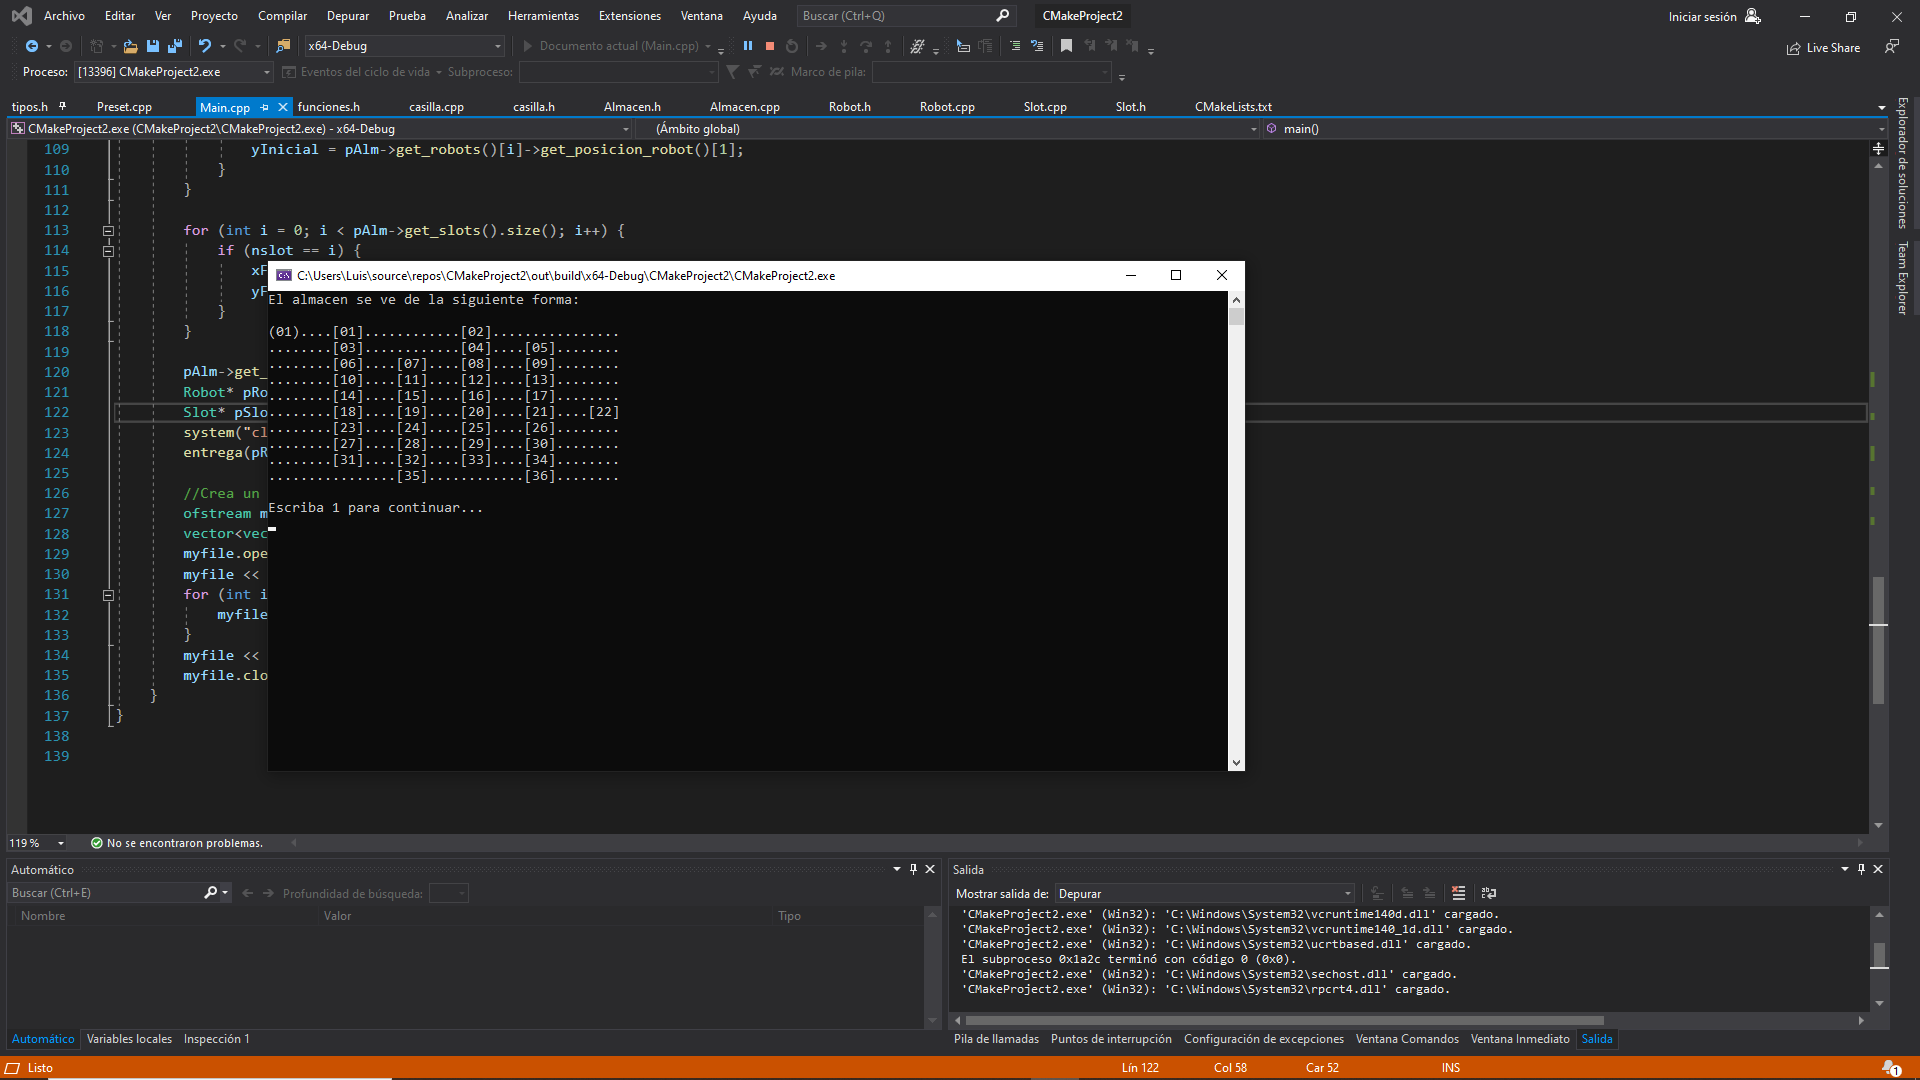 Archivo Editar Ver Proyecto Compilar Depurar Prueba Analizar Herramientas Extensiones Ventana Ayuda Buscar (Ctrl+Q) CMakeProject2 Iniciar sesión
x64-Debug Documento actual (Main.cpp) Live Share
Proceso: [13396] CMakeProject2.exe Eventos del ciclo de vida Subproceso: Marco de pila:
tipos.h Preset.cpp Main.cpp funciones.h casilla.cpp casilla.h Almacen.h Almacen.cpp Robot.h Robot.cpp Slot.cpp Slot.h CMakeLists.txt
CMakeProject2.exe (CMakeProject2\CMakeProject2.exe) - x64-Debug (Ámbito global) main()
Explorador de soluciones
Team Explorer
109 yInicial = pAlm->get_robots()[i]->get_posicion_robot()[1];
110 }
111 }
112
113 for (int i = 0; i < pAlm->get_slots().size(); i++) {
114 if (nslot == i) {
115 xF
116 yF
117 }
118 }
119
120 pAlm->get_
121 Robot* pRo
122 Slot* pSlo
123 system("cl
124 entrega(pR
125
126 //Crea un
127 ofstream m
128 vector<vec
129 myfile.ope
130 myfile <<
131 for (int i
132 myfile
133 }
134 myfile <<
135 myfile.clo
136 }
137 }
138
139
C:\Users\Luis\source\repos\CMakeProject2\out\build\x64-Debug\CMakeProject2\CMakeProject2.exe
El almacen se ve de la siguiente forma:
(01)....[01]............[02]................
........[03]............[04]....[05]........
........[06]....[07]....[08]....[09]........
........[10]....[11]....[12]....[13]........
........[14]....[15]....[16]....[17]........
........[18]....[19]....[20]....[21]....[22]
........[23]....[24]....[25]....[26]........
........[27]....[28]....[29]....[30]........
........[31]....[32]....[33]....[34]........
................[35]............[36]........
Escriba 1 para continuar...
119 % No se encontraron problemas.
Automático
Buscar (Ctrl+E) Profundidad de búsqueda:
Nombre Valor Tipo
Automático Variables locales Inspección 1
Salida
Mostrar salida de: Depurar
'CMakeProject2.exe' (Win32): 'C:\Windows\System32\vcruntime140d.dll' cargado.
'CMakeProject2.exe' (Win32): 'C:\Windows\System32\vcruntime140_1d.dll' cargado.
'CMakeProject2.exe' (Win32): 'C:\Windows\System32\ucrtbased.dll' cargado.
El subproceso 0x1a2c terminó con código 0 (0x0).
'CMakeProject2.exe' (Win32): 'C:\Windows\System32\sechost.dll' cargado.
'CMakeProject2.exe' (Win32): 'C:\Windows\System32\rpcrt4.dll' cargado.
Pila de llamadas Puntos de interrupción Configuración de excepciones Ventana Comandos Ventana Inmediato Salida
Listo Lín 122 Col 58 Car 52 INS 1